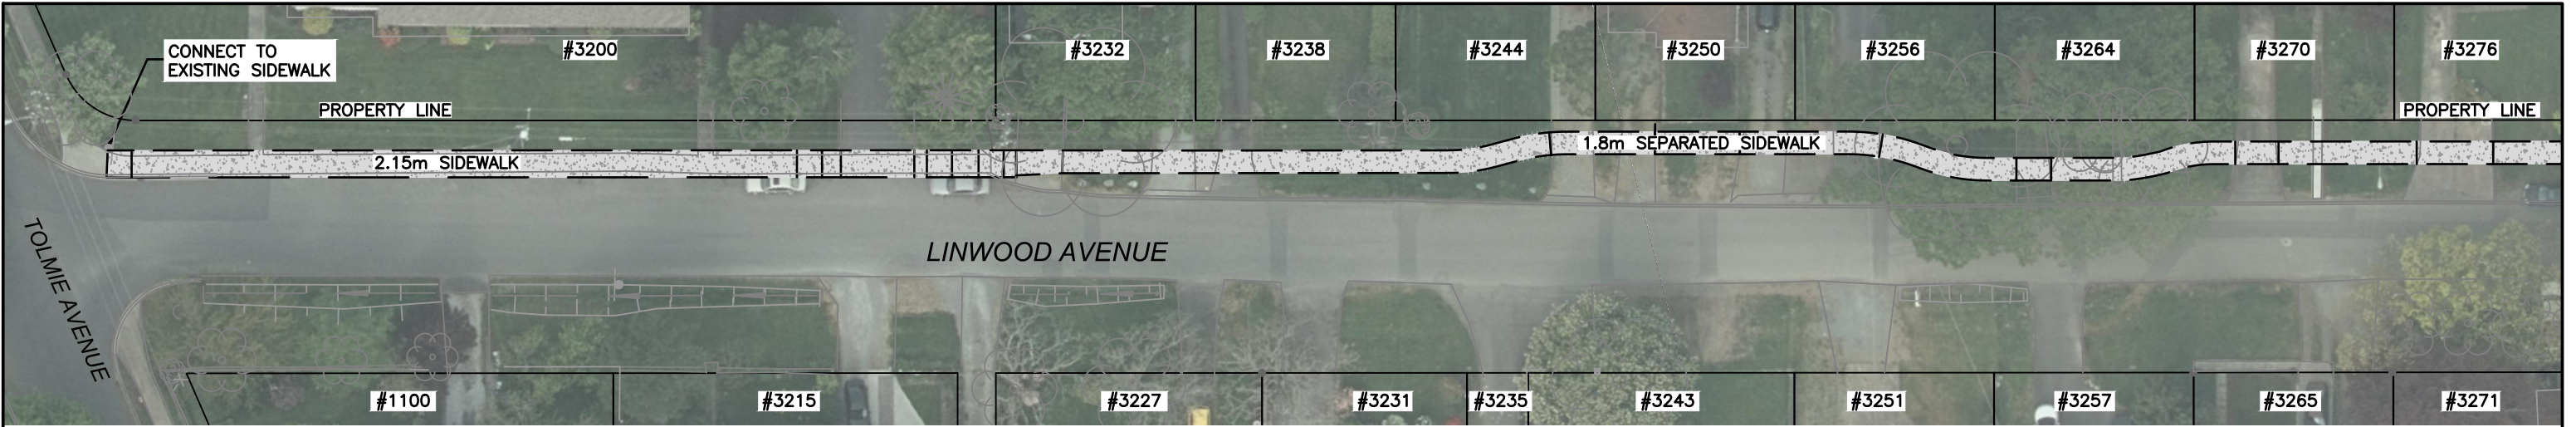 CONNECT TO
EXISTING SIDEWALK
#3200
#3232
#3238
#3244
#3250
#3256
#3264
#3270
#3276
PROPERTY LINE
PROPERTY LINE
2.15m SIDEWALK
1.8m SEPARATED SIDEWALK
LINWOOD AVENUE
TOLMIE AVENUE
#1100
#3215
#3227
#3231
#3235
#3243
#3251
#3257
#3265
#3271